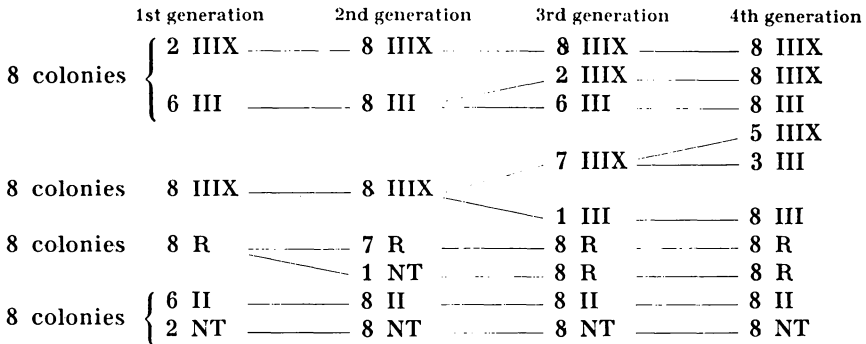 1st generation 2nd generation 3rd generation 4th generation
2 IIIX 8 IIIX 8 IIIX 8 IIIX
8 colonies 2 IIIX 8 IIIX
6 III 8 III 6 III 8 III
5 IIIX
7 IIIX 3 III
8 colonies 8 IIIX 8 IIIX
1 III 8 III
8 colonies 8 R 7 R 8 R 8 R
1 NT 8 R 8 R
6 II 8 II 8 II 8 II
8 colonies
2 NT 8 NT 8 NT 8 NT